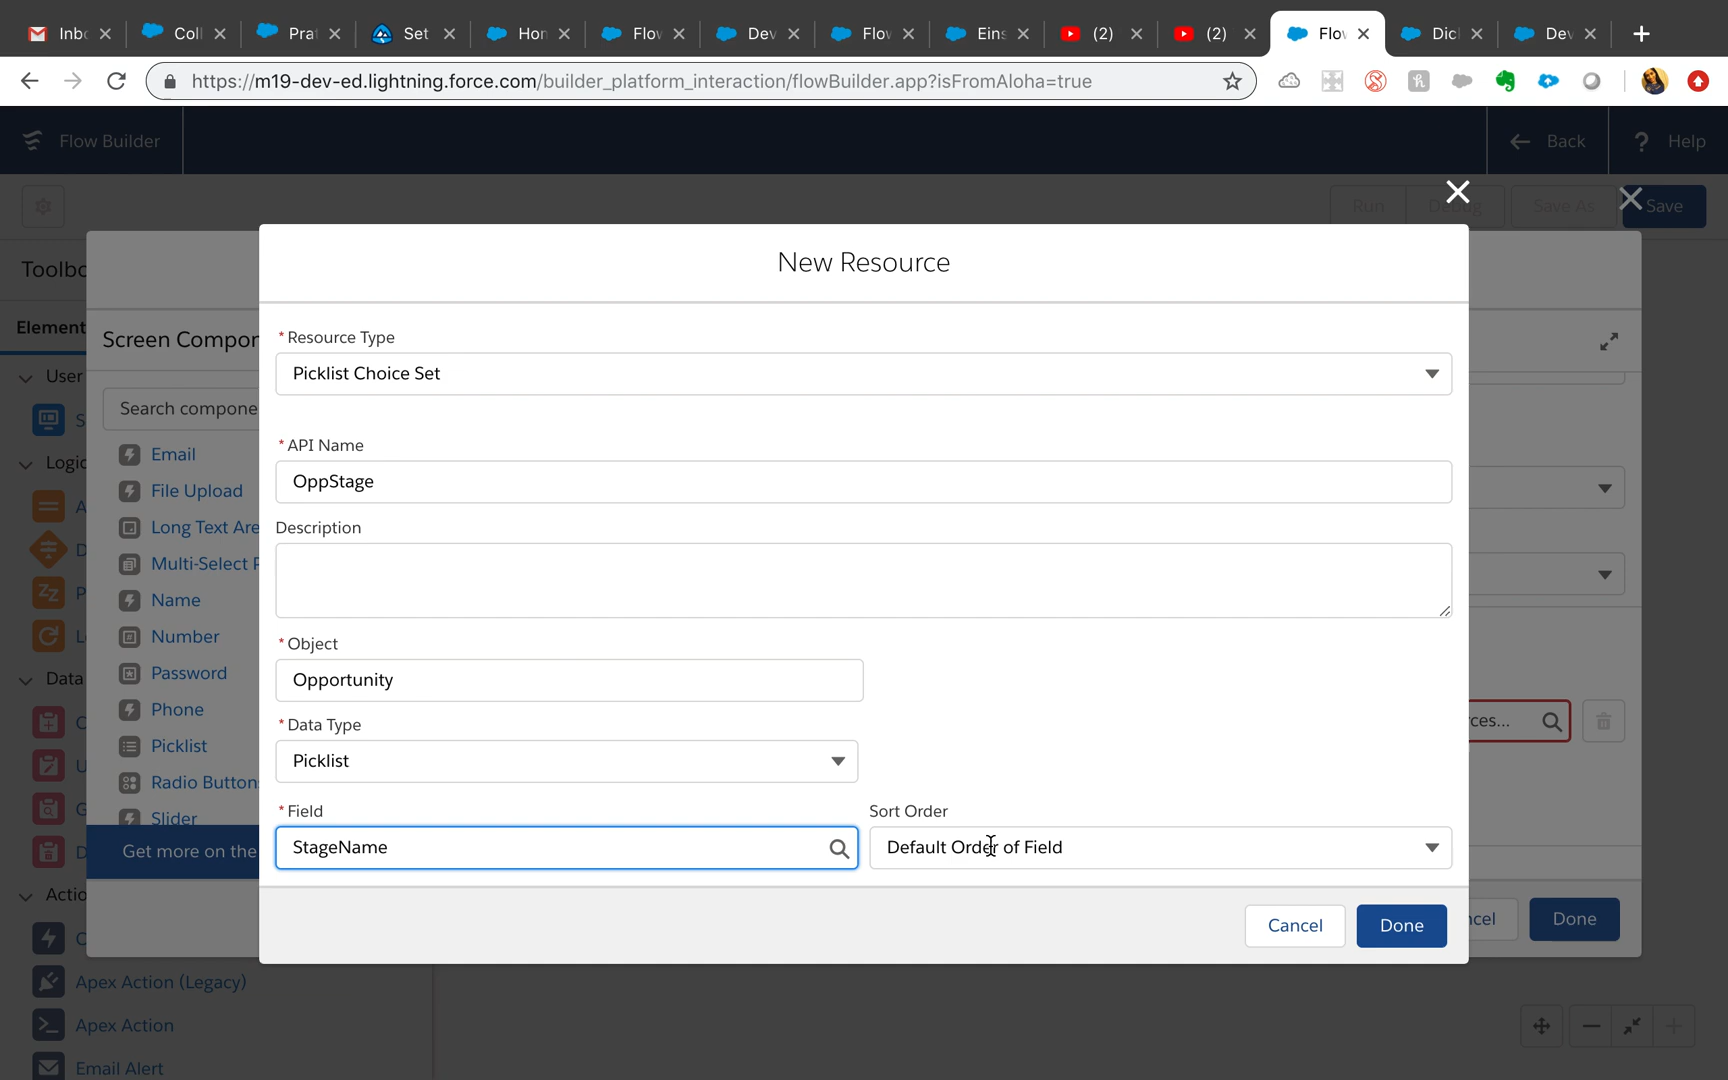 Inb
Coll
Pra
Set
Hor
Flov
Dev
Flov
Eins
(2)
(2)
Flov
Dic
Dev
https://m19-dev-ed.lightning.force.com/builder_platform_interaction/flowBuilder.app?isFromAloha=true
Flow Builder
Back
? Help
Run
Debug
Save As
Save
Toolbo
New Resource
Element
Screen Compor
* Resource Type
User
Picklist Choice Set
Search compone
S
Email
* API Name
Logic
File Upload
OppStage
A
Long Text Are
Description
D
Multi-Select P
P
Name
Number
L
* Object
Password
Data
Opportunity
Phone
C
* Data Type
rces...
Picklist
Picklist
U
Radio Button
* Field
Sort Order
G
Slider
StageName
Default Order of Field
Get more on the
D
Actio
Cancel
Done
ncel
Done
C
Apex Action (Legacy)
Apex Action
Email Alert